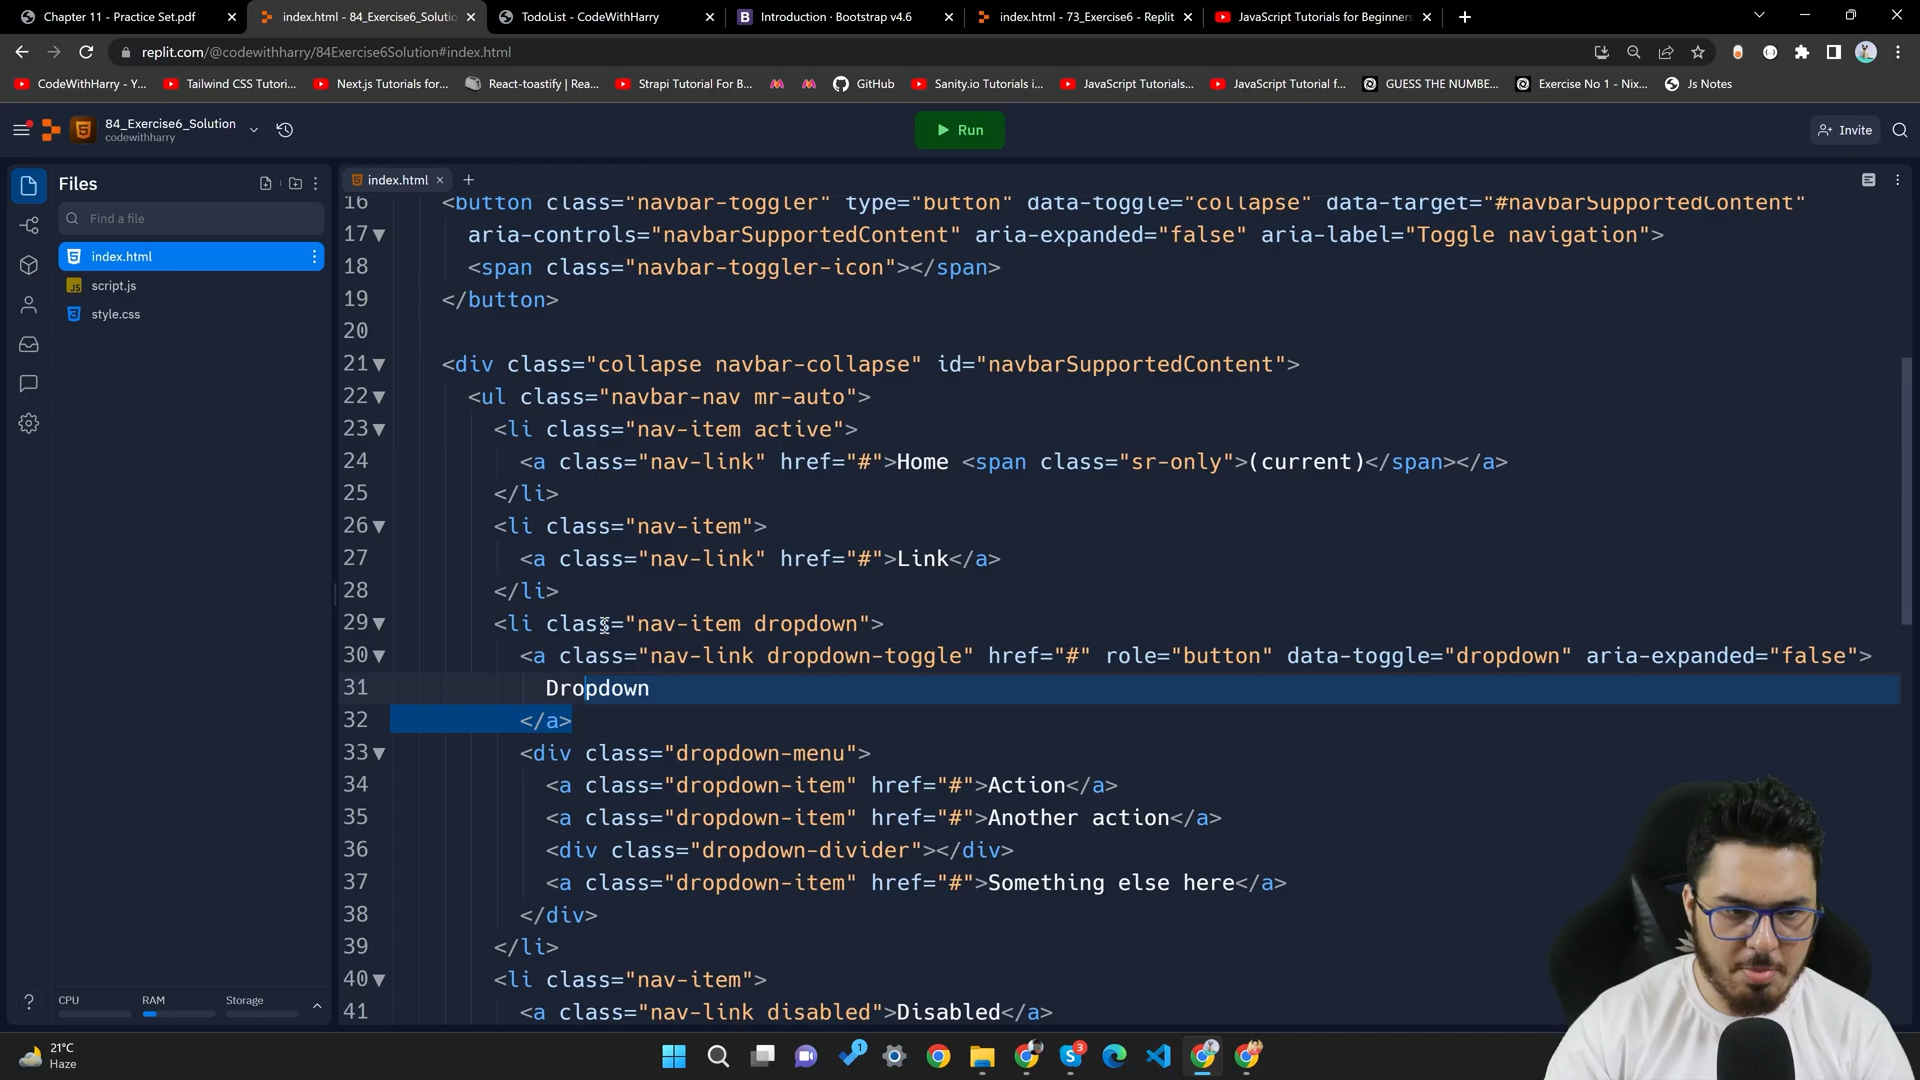 Chapter 11 - Practice Set.pdf
index.html - 84_Exercise6_Solutio
TodoList - CodeWithHarry
Introduction · Bootstrap v4.6
index.html - 73_Exercise6 - Replit
JavaScript Tutorials for Beginners
replit.com/@codewithharry/84Exercise6Solution#index.html
CodeWithHarry - Y...
Tailwind CSS Tutori...
Next.js Tutorials for...
React-toastify | Rea...
Strapi Tutorial For B...
GitHub
Sanity.io Tutorials i...
JavaScript Tutorials...
JavaScript Tutorial f...
GUESS THE NUMBE...
Exercise No 1 - Nix...
Js Notes
84_Exercise6_Solution
codewithharry
Run
Invite
Files
Find a file
index.html
script.js
style.css
index.html
16 <button class="navbar-toggler" type="button" data-toggle="collapse" data-target="#navbarSupportedContent"
17 aria-controls="navbarSupportedContent" aria-expanded="false" aria-label="Toggle navigation">
18 <span class="navbar-toggler-icon"></span>
19 </button>
20
21 <div class="collapse navbar-collapse" id="navbarSupportedContent">
22 <ul class="navbar-nav mr-auto">
23 <li class="nav-item active">
24 <a class="nav-link" href="#">Home <span class="sr-only">(current)</span></a>
25 </li>
26 <li class="nav-item">
27 <a class="nav-link" href="#">Link</a>
28 </li>
29 <li class="nav-item dropdown">
30 <a class="nav-link dropdown-toggle" href="#" role="button" data-toggle="dropdown" aria-expanded="false">
31 Dropdown
32 </a>
33 <div class="dropdown-menu">
34 <a class="dropdown-item" href="#">Action</a>
35 <a class="dropdown-item" href="#">Another action</a>
36 <div class="dropdown-divider"></div>
37 <a class="dropdown-item" href="#">Something else here</a>
38 </div>
39 </li>
40 <li class="nav-item">
41 <a class="nav-link disabled">Disabled</a>
CPU
RAM
Storage
21°C
Haze
1
3